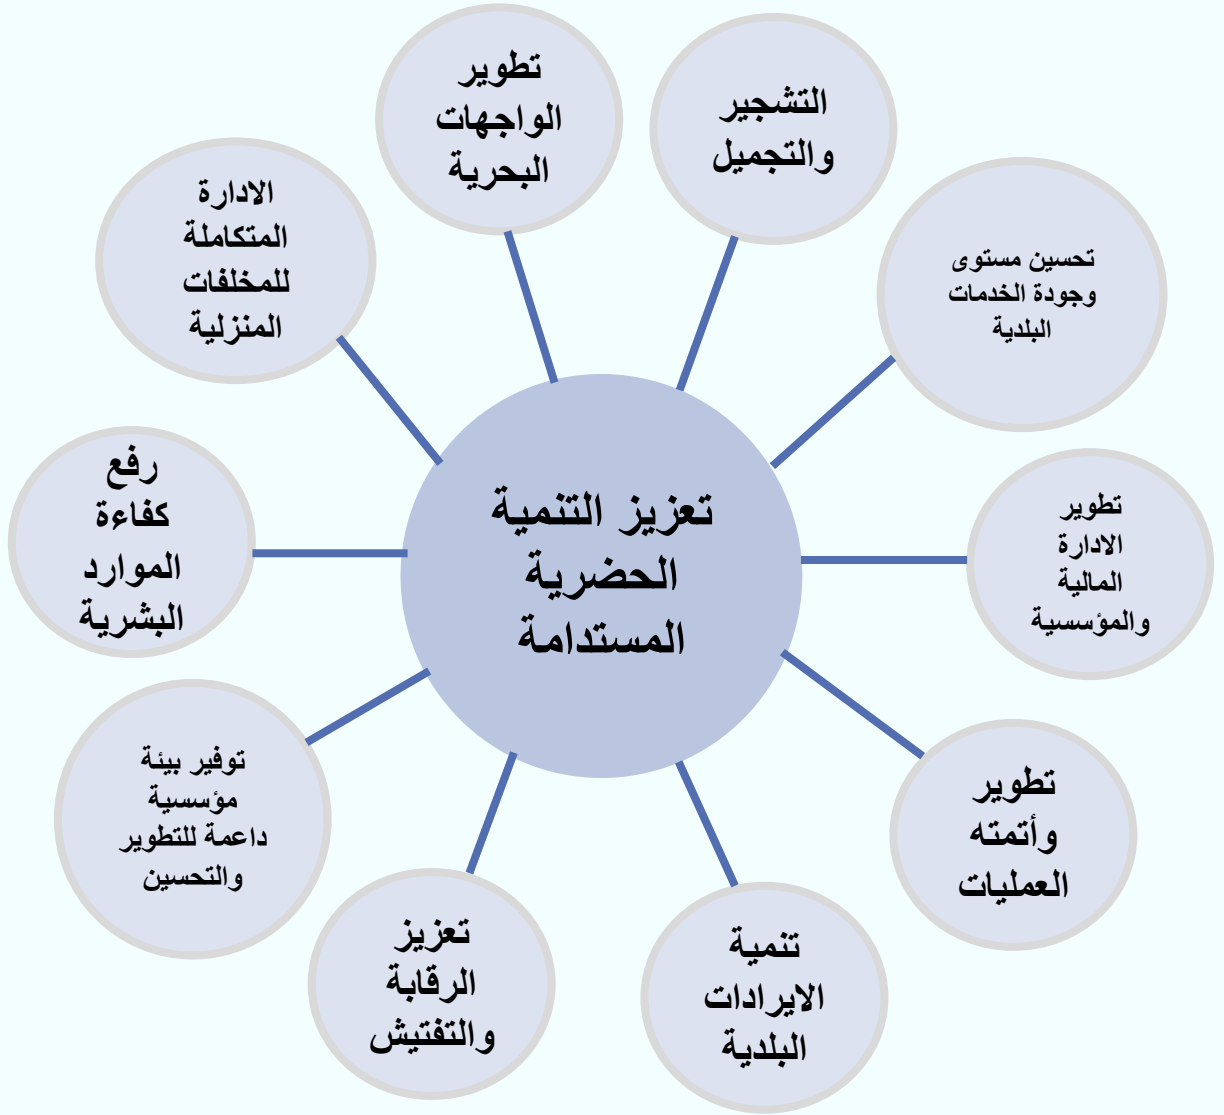 تعزيز التنمية
الحضرية
المستدامة
التشجير
والتجميل
تحسين مستوى
وجودة الخدمات
البلدية
تطوير
الادارة
المالية
والمؤسسية
تطوير
وأتمته
العمليات
تنمية
الايرادات
البلدية
تعزيز
الرقابة
والتفتيش
توفير بيئة
مؤسسية
داعمة للتطوير
والتحسين
رفع
كفاءة
الموارد
البشرية
الادارة
المتكاملة
للمخلفات
المنزلية
تطوير
الواجهات
البحرية